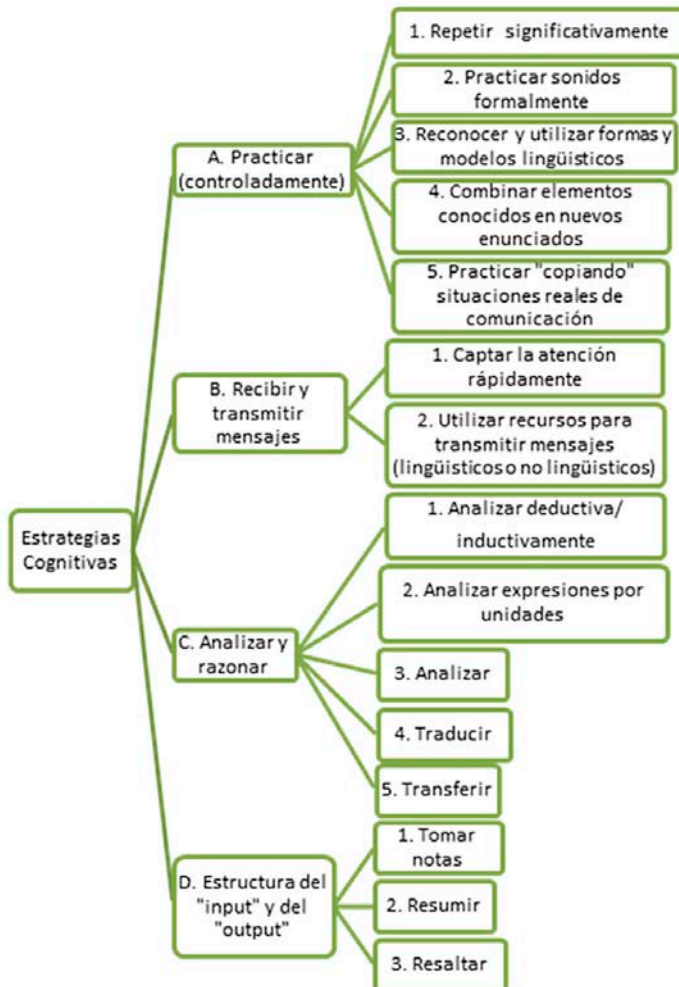 Estrategias
Cognitivas
A. Practicar
(controladamente)
1. Repetir significativamente
2. Practicar sonidos
formalmente
3. Reconocer y utilizar formas y
modelos lingüisticos
4. Combinar elementos
conocidos en nuevos
enunciados
5. Practicar "copiando"
situaciones reales de
comunicación
B. Recibir y
transmitir
mensajes
1. Captar la atención
rápidamente
2. Utilizar recursos para
transmitir mensajes
(lingüisticos o no lingüisticos)
C. Analizar y
razonar
1. Analizar deductiva/
inductivamente
2. Analizar expresiones por
unidades
3. Analizar
4. Traducir
5. Transferir
D. Estructura del
"input" y del
"output"
1. Tomar
notas
2. Resumir
3. Resaltar